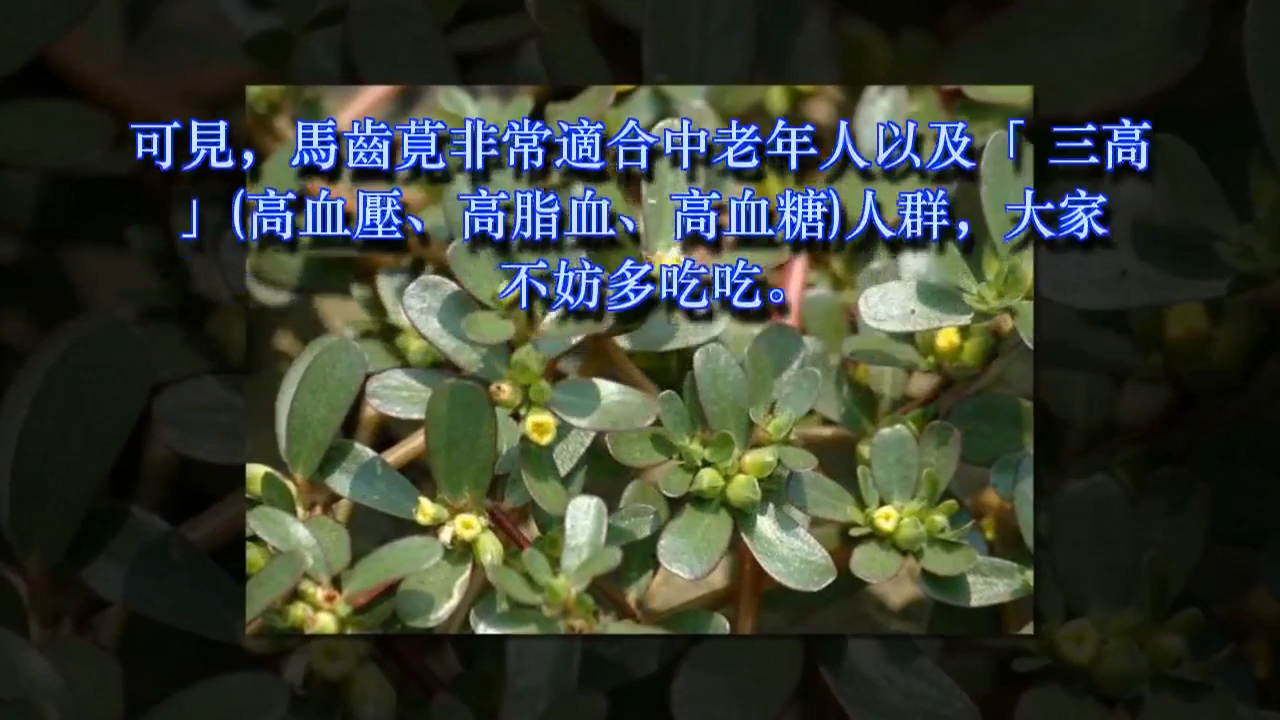 可見，馬齒莧非常適合中老年人以及「 三高
」(高血壓、高脂血、高血糖)人群，大家
不妨多吃吃。